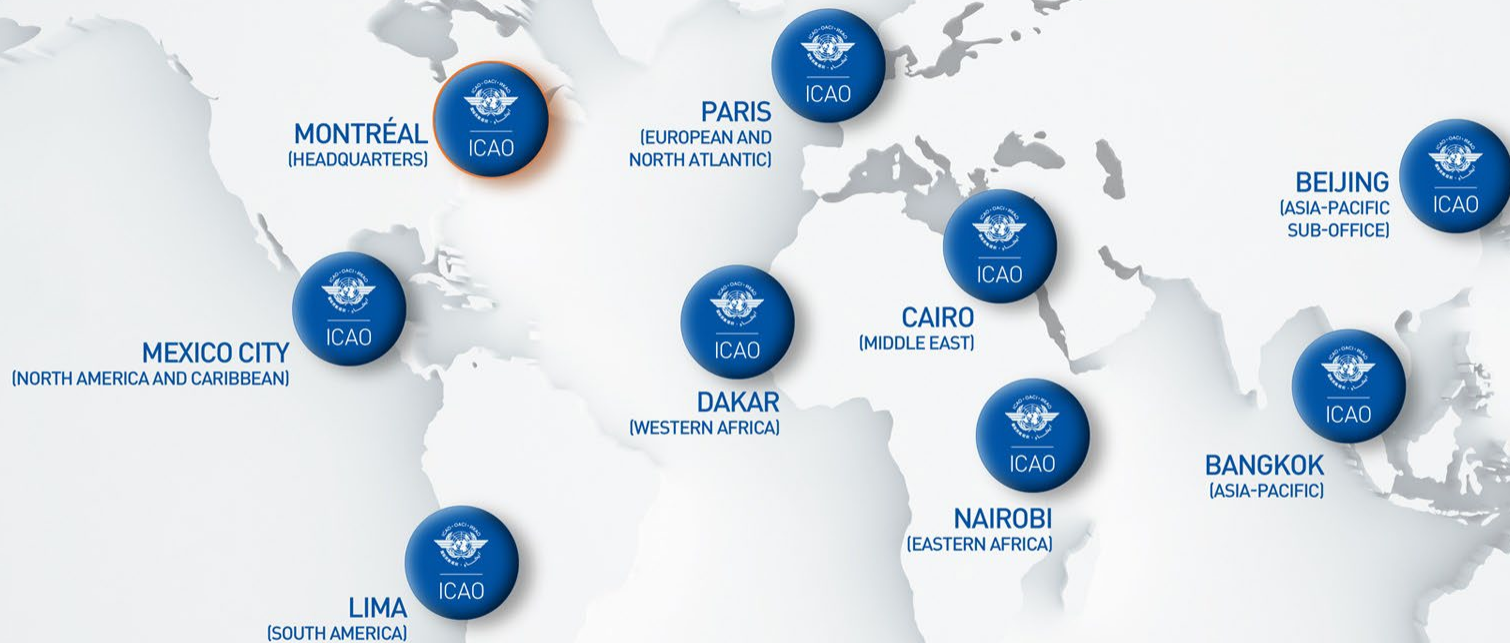 ICAO
MONTRÉAL
(HEADQUARTERS)
ICAO
PARIS
(EUROPEAN AND
NORTH ATLANTIC)
ICAO
BEIJING
(ASIA-PACIFIC
SUB-OFFICE)
ICAO
MEXICO CITY
(NORTH AMERICA AND CARIBBEAN)
ICAO
DAKAR
(WESTERN AFRICA)
ICAO
CAIRO
(MIDDLE EAST)
ICAO
NAIROBI
(EASTERN AFRICA)
ICAO
BANGKOK
(ASIA-PACIFIC)
ICAO
LIMA
(SOUTH AMERICA)